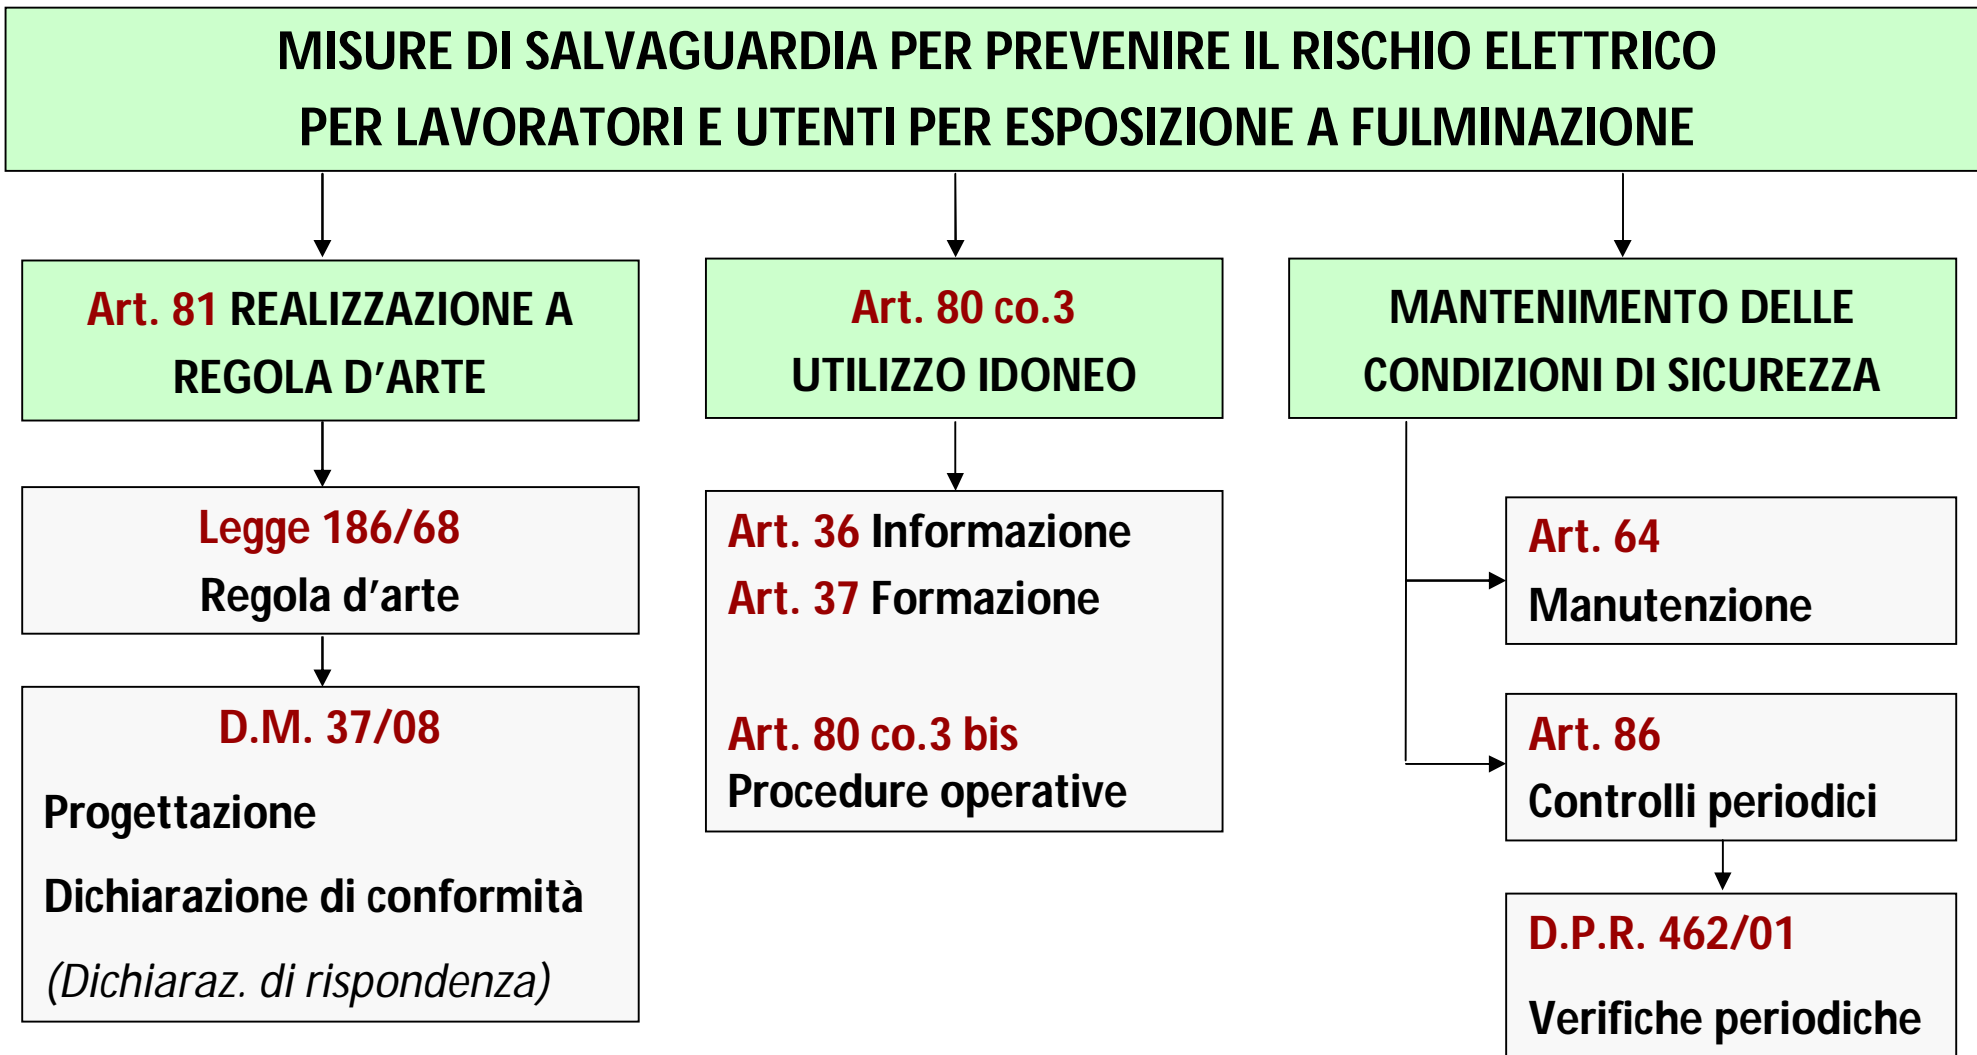 MISURE DI SALVAGUARDIA PER PREVENIRE IL RISCHIO ELETTRICO
PER LAVORATORI E UTENTI PER ESPOSIZIONE A FULMINAZIONE
Art. 81 REALIZZAZIONE A
REGOLA D'ARTE
Legge 186/68
Regola d'arte
D.M. 37/08
Progettazione
Dichiarazione di conformità
(Dichiaraz. di rispondenza)
Art. 80 co.3
UTILIZZO IDONEO
Art. 36 Informazione
Art. 37 Formazione
Art. 80 co.3 bis
Procedure operative
MANTENIMENTO DELLE
CONDIZIONI DI SICUREZZA
Art. 64
Manutenzione
Art. 86
Controlli periodici
D.P.R. 462/01
Verifiche periodiche